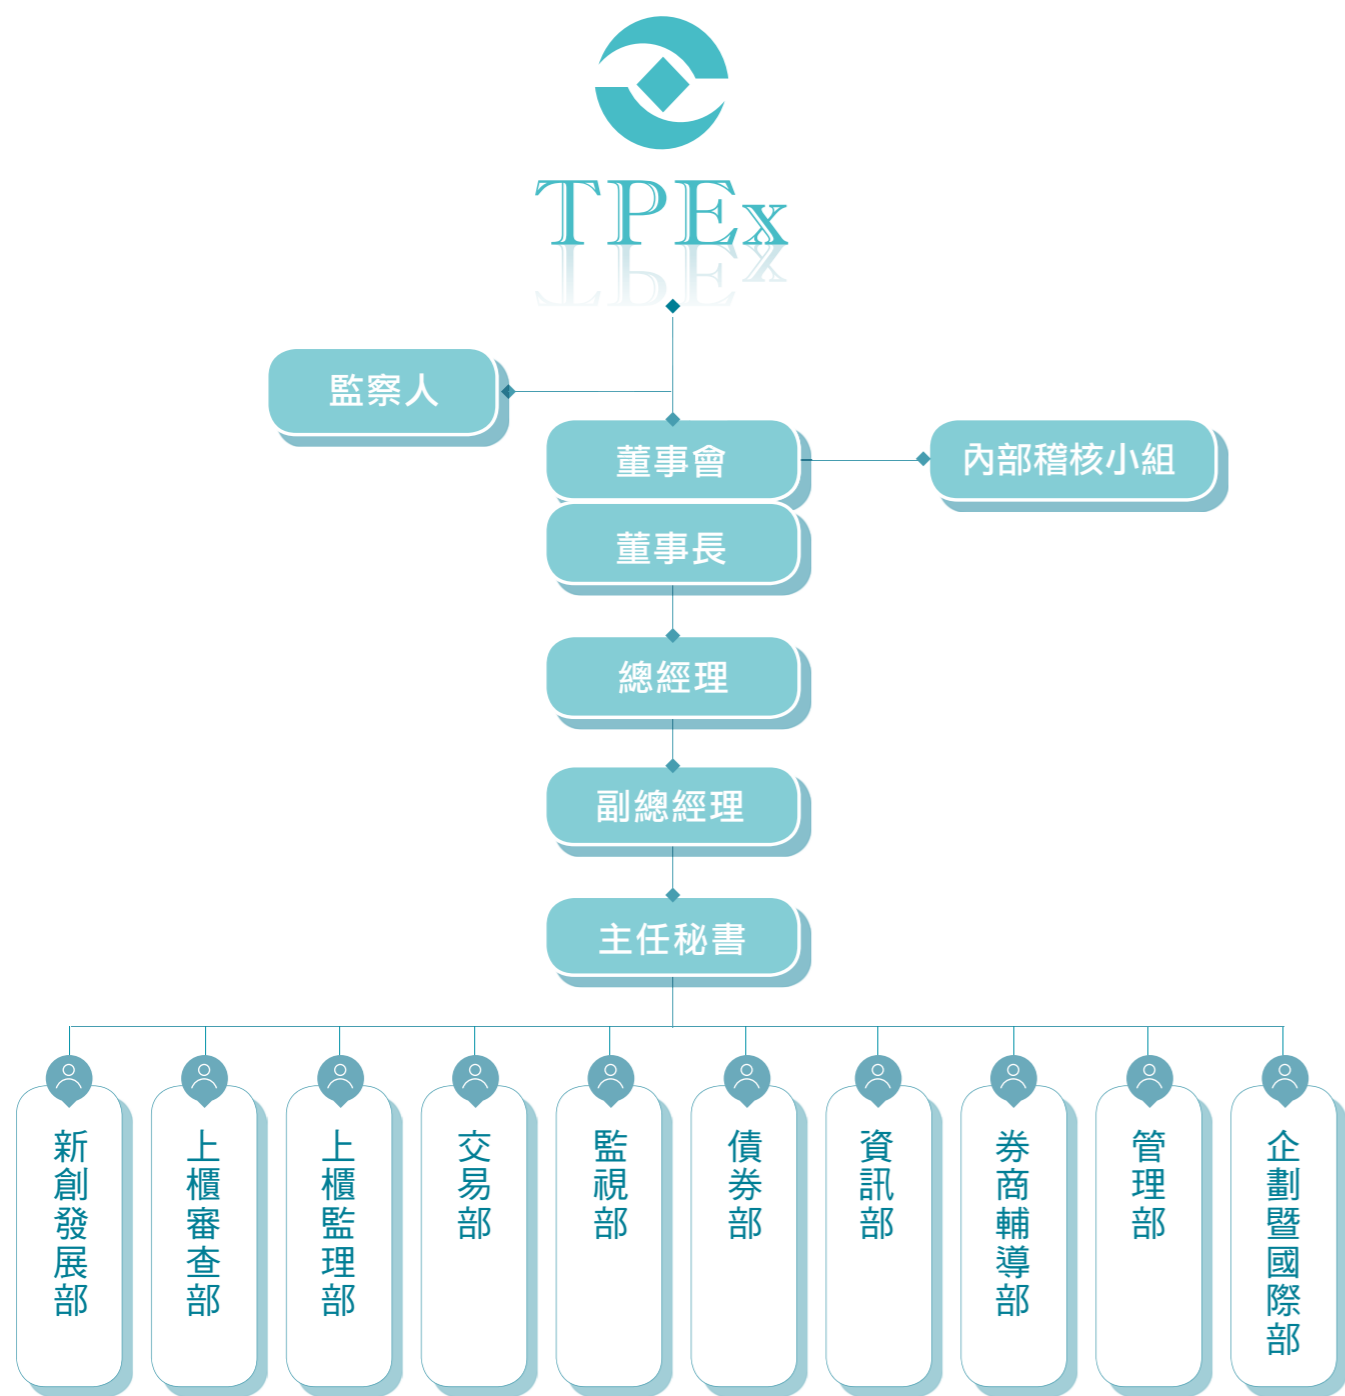 TPEx
監察人
董事會
內部稽核小組
董事長
總經理
副總經理
主任秘書
新創發展部
上櫃審查部
上櫃監理部
交易部
監視部
債券部
資訊部
券商輔導部
管理部
企劃暨國際部